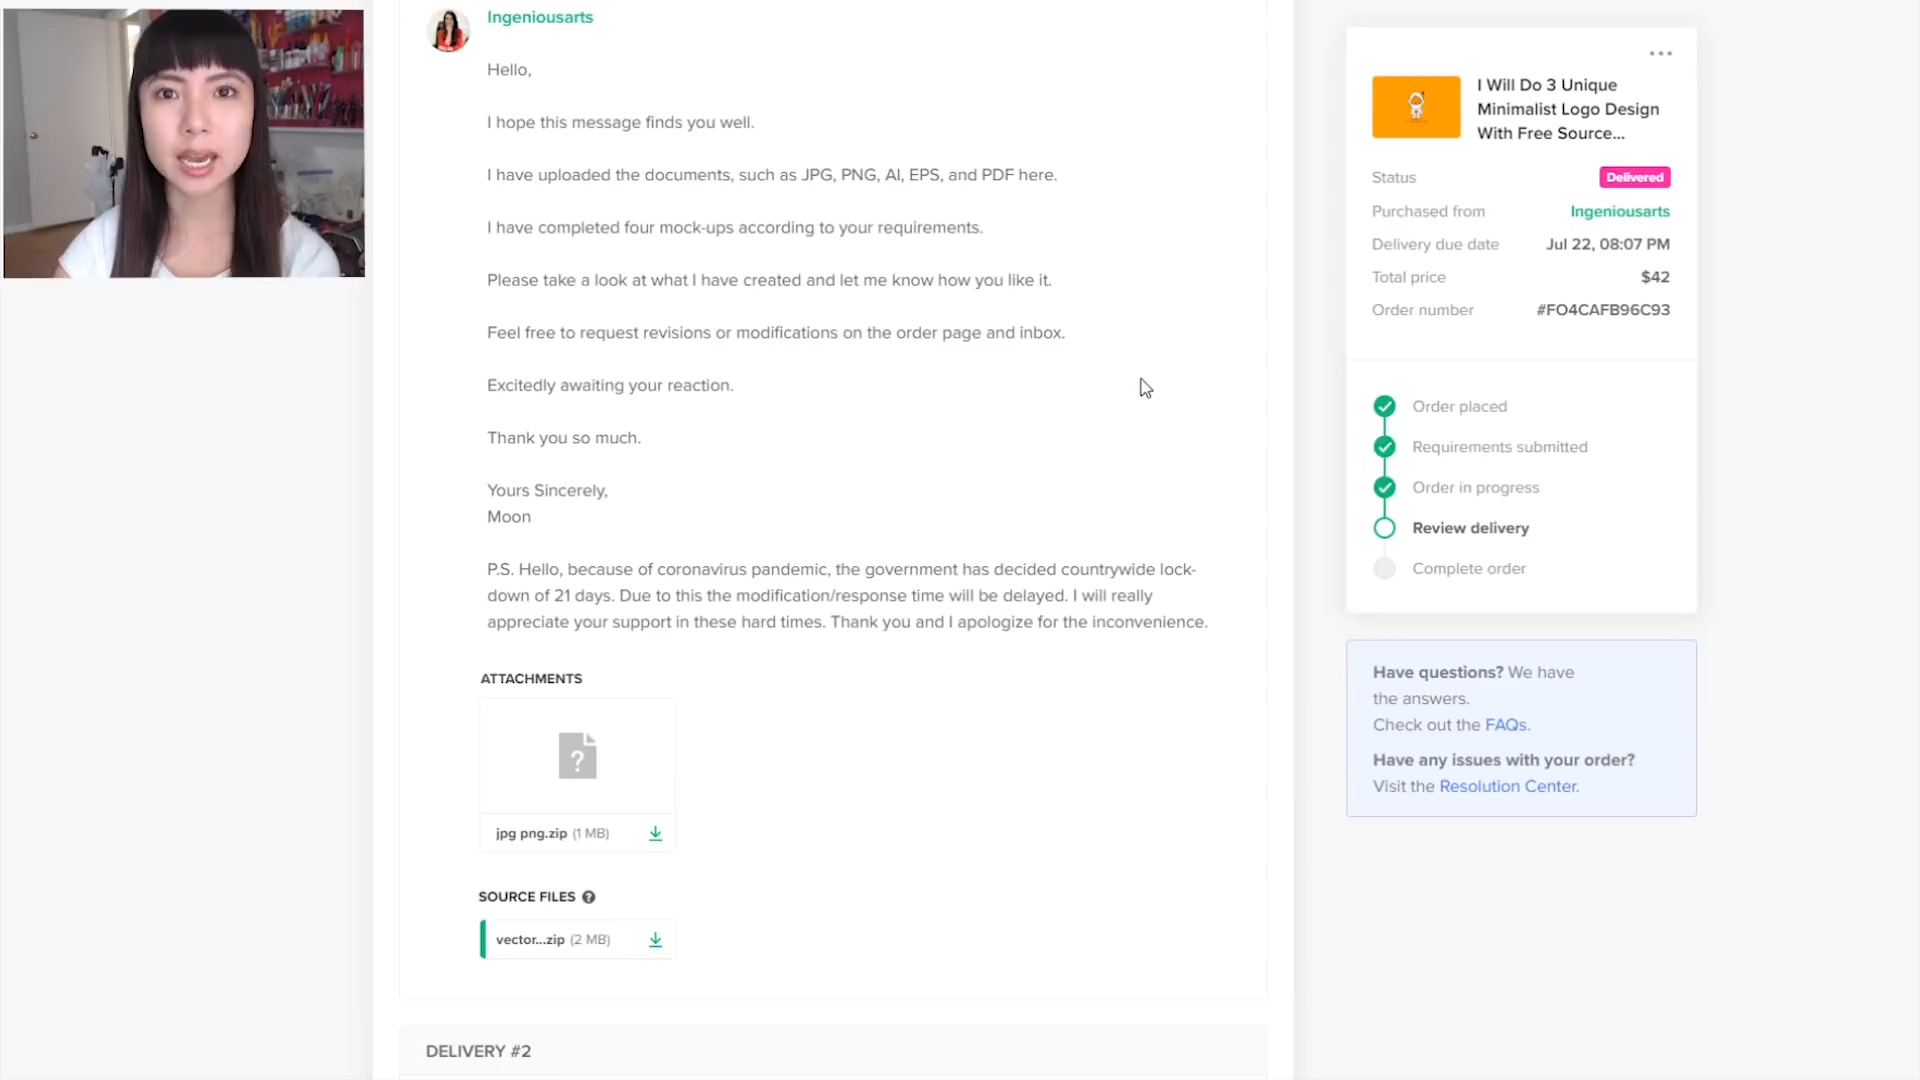 Ingeniousarts
Hello,
I hope this message finds you well.
I have uploaded the documents, such as JPG, PNG, AI, EPS, and PDF here.
I have completed four mock-ups according to your requirements.
Please take a look at what I have created and let me know how you like it.
Feel free to request revisions or modifications on the order page and inbox.
Excitedly awaiting your reaction.
Thank you so much.
Yours Sincerely,
Moon
P.S. Hello, because of coronavirus pandemic, the government has decided countrywide lock-
down of 21 days. Due to this the modification/response time will be delayed. I will really
appreciate your support in these hard times. Thank you and I apologize for the inconvenience.
ATTACHMENTS
?
jpg png.zip (1 MB)
SOURCE FILES ?
vector...zip (2 MB)
DELIVERY #2
I Will Do 3 Unique
Minimalist Logo Design
With Free Source...
Status Delivered
Purchased from Ingeniousarts
Delivery due date Jul 22, 08:07 PM
Total price $42
Order number #FO4CAFB96C93
Order placed
Requirements submitted
Order in progress
Review delivery
Complete order
Have questions? We have
the answers.
Check out the FAQs.
Have any issues with your order?
Visit the Resolution Center.